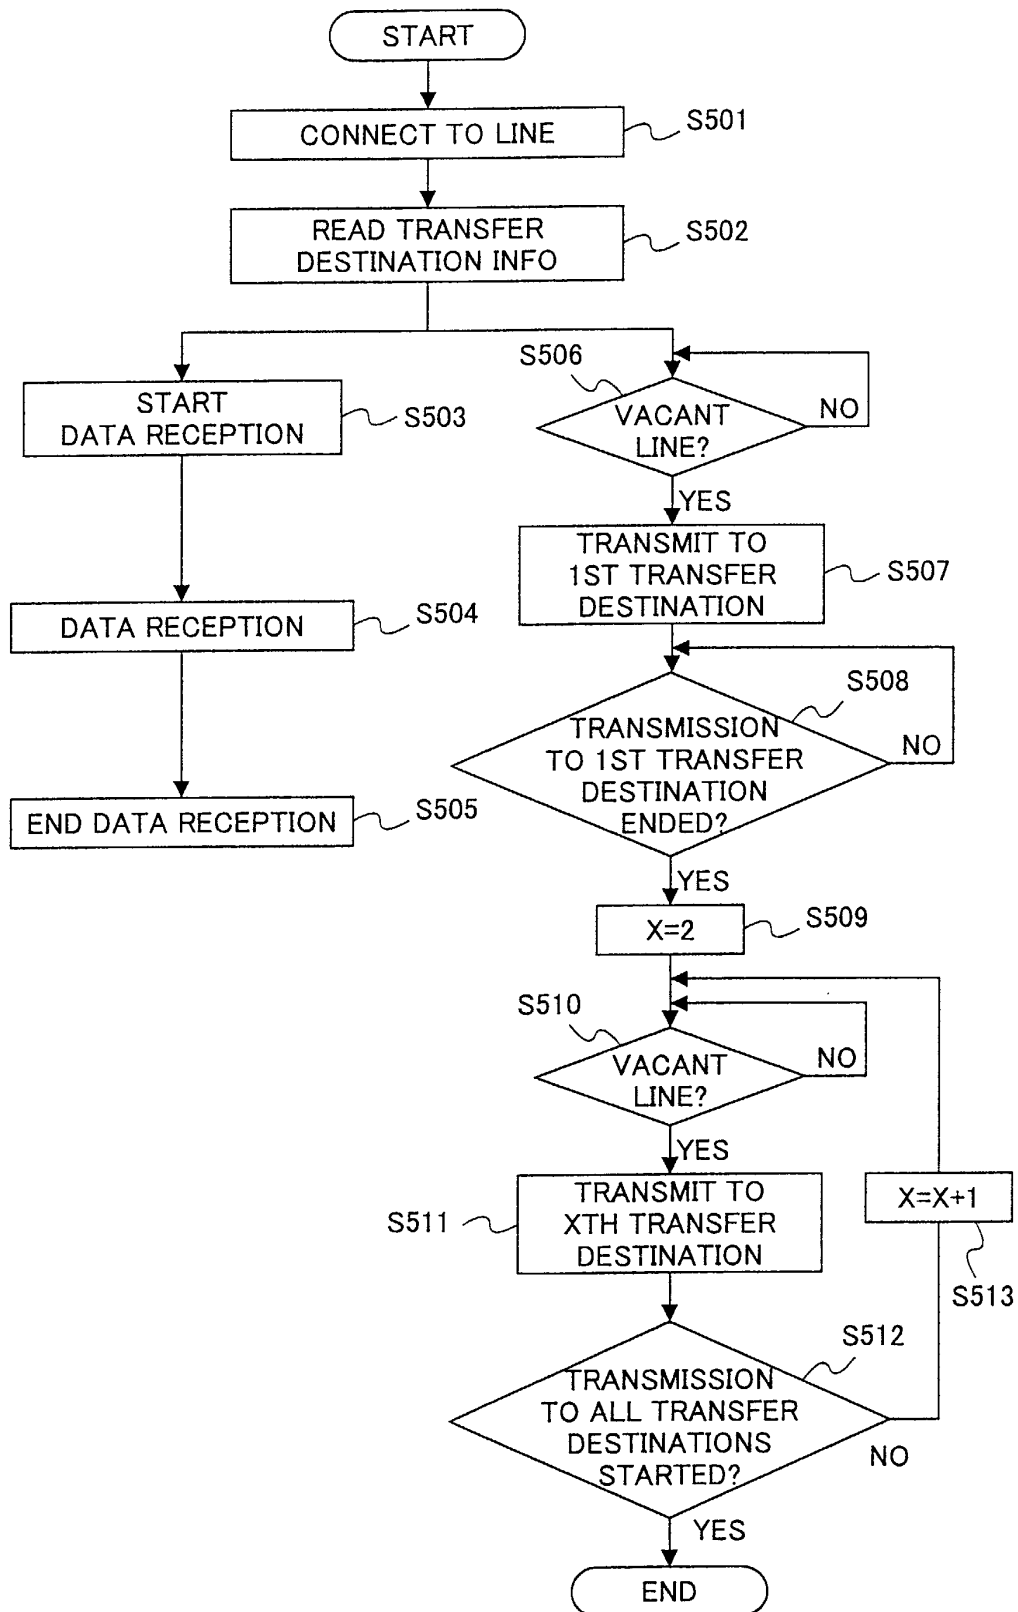 START
CONNECT TO LINE
S501
READ TRANSFER
DESTINATION INFO
S502
START
DATA RECEPTION
S503
DATA RECEPTION
S504
END DATA RECEPTION
S505
S506
VACANT
LINE?
NO
YES
TRANSMIT TO
1ST TRANSFER
DESTINATION
S507
S508
TRANSMISSION
TO 1ST TRANSFER
DESTINATION
ENDED?
NO
YES
X=2
S509
S510
VACANT
LINE?
NO
YES
S511
TRANSMIT TO
XTH TRANSFER
DESTINATION
X=X+1
S513
S512
TRANSMISSION
TO ALL TRANSFER
DESTINATIONS
STARTED?
NO
YES
END